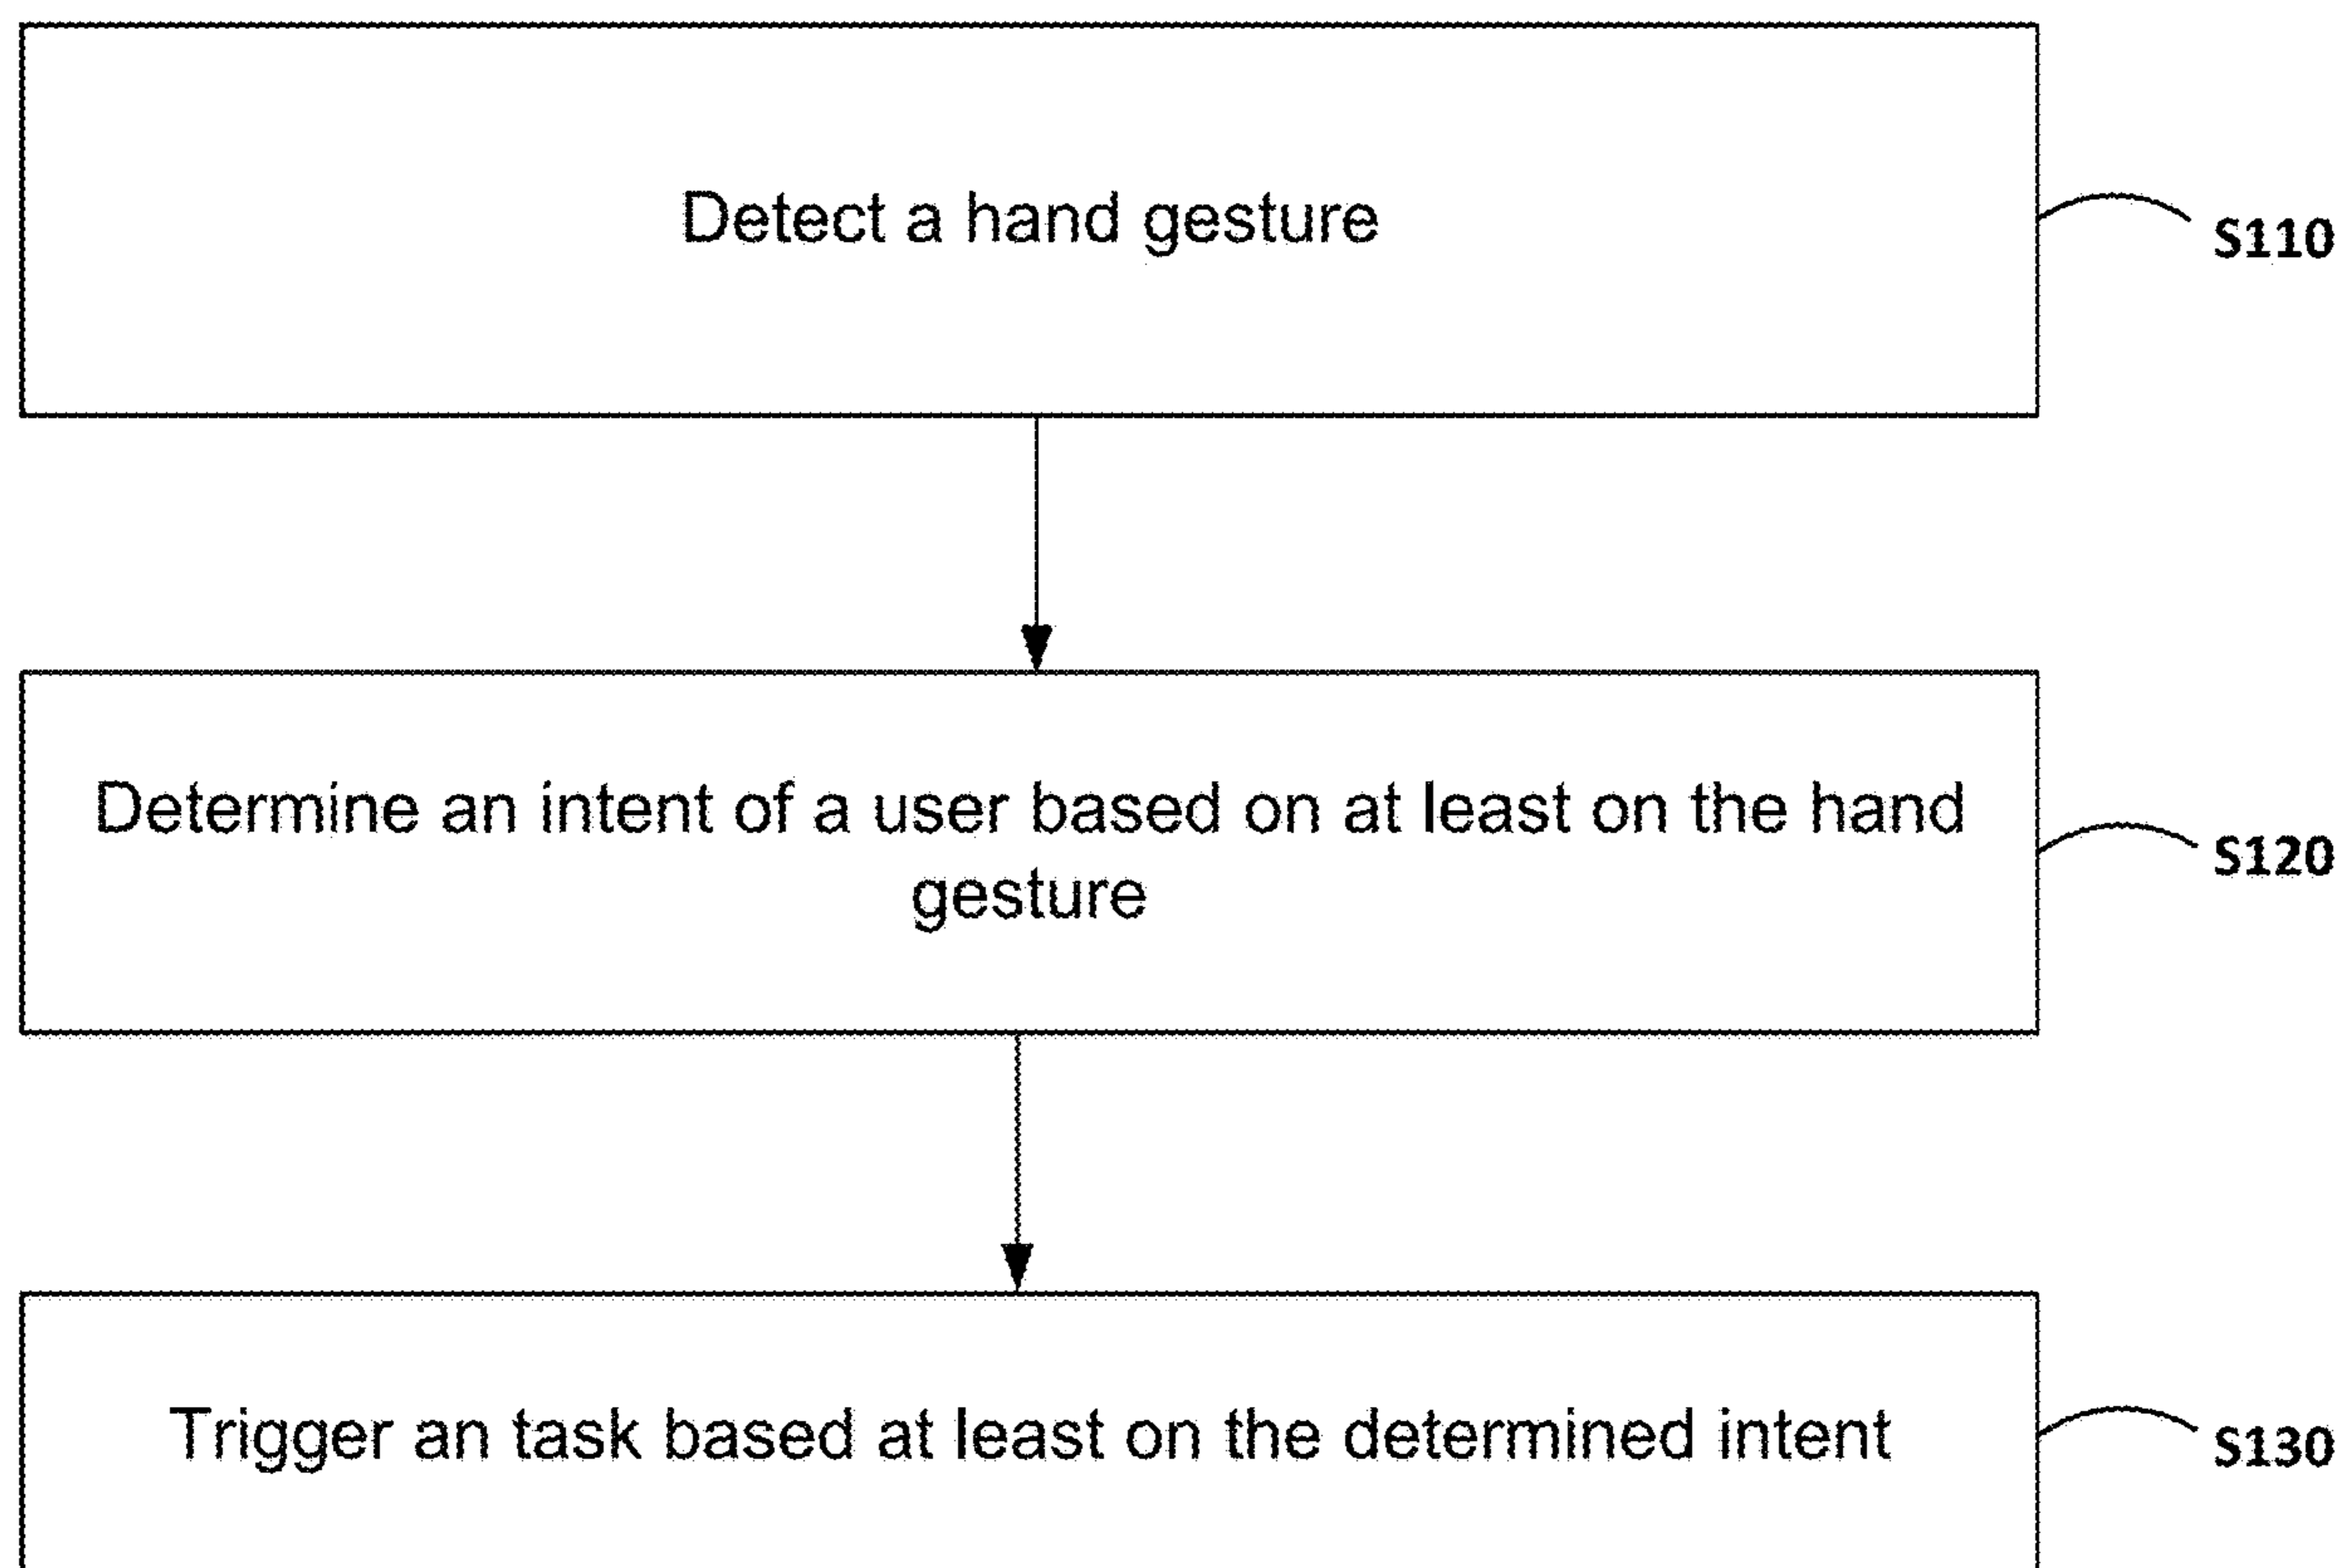 Detect a hand gesture
S110
Determine an intent of a user based on at least on the hand
gesture
S120
Trigger an task based at least on the determined intent
S130